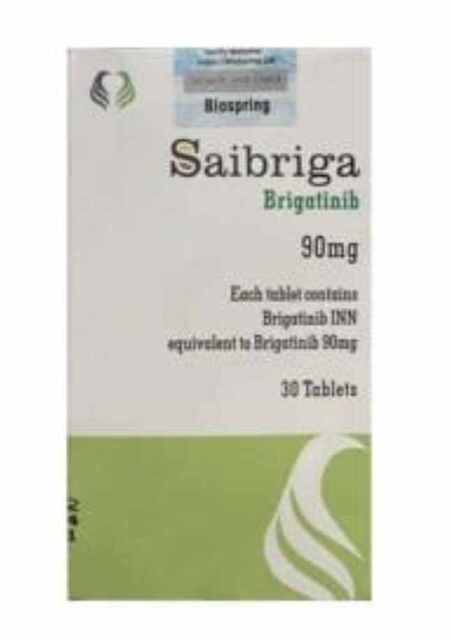 Biospring
Saibriga
Brigatinib
90mg
Each tablet contains
Brigatinib INN
equivalent to Brigatinib 90mg
30 Tablets